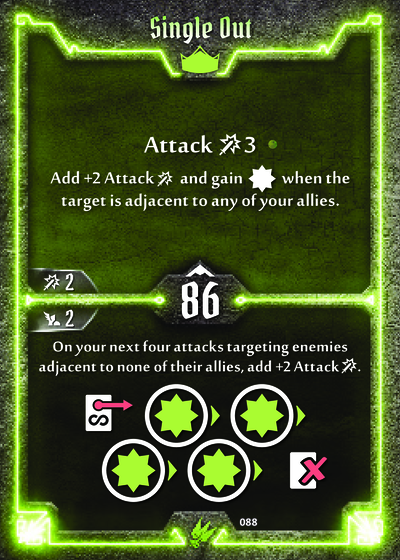 Single Out
Attack 3
Add +2 Attack and gain when the
target is adjacent to any of your allies.
2
86
2
On your next four attacks targeting enemies
adjacent to none of their allies, add +2 Attack.
S
088